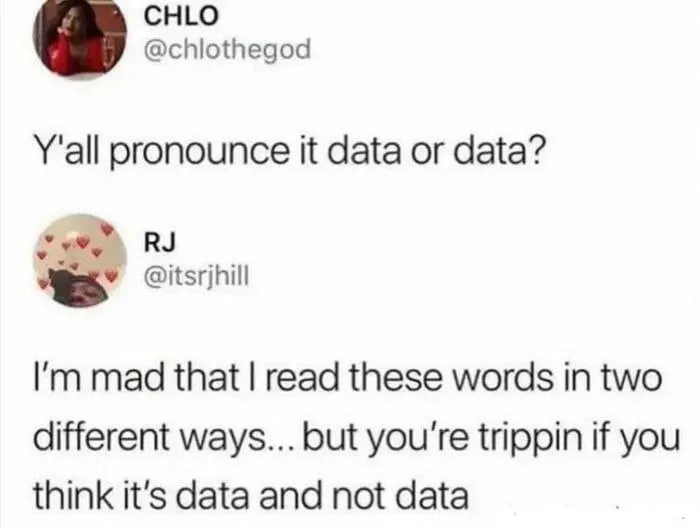 CHLO
@chlothegod
Y'all pronounce it data or data?
RJ
@itsrjhill
I'm mad that I read these words in two
different ways... but you're trippin if you
think it's data and not data